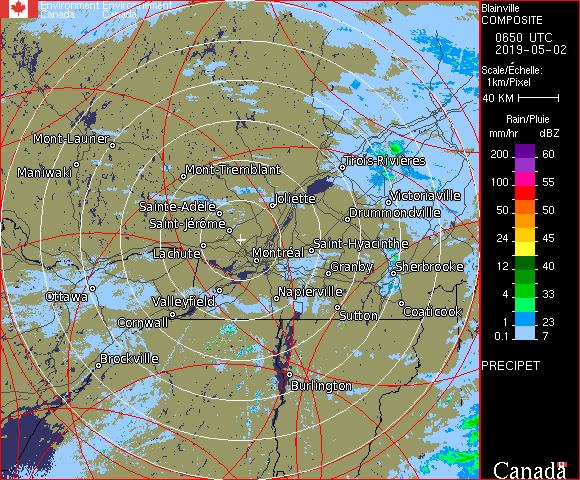 Environment Environnement
Canada Canada
Blainville
COMPOSITE
0650 UTC
2019-05-02
Scale/Échelle:
1km/Pixel
40 KM
Rain/Pluie
mm/hr dBZ
200 60
100 55
50 50
24 45
12 40
4 33
1 23
0.1 7
PRECIPET
Canada
Mont-Laurier
Maniwaki
Mont-Tremblant
Trois-Rivières
Sainte-Adèle
Joliette
Victoriaville
Drummondville
Saint-Jérôme
Lachute
Montréal
Saint-Hyacinthe
Granby
Sherbrooke
Ottawa
Valleyfield
Napierville
Cornwall
Sutton
Coaticook
Brockville
Burlington